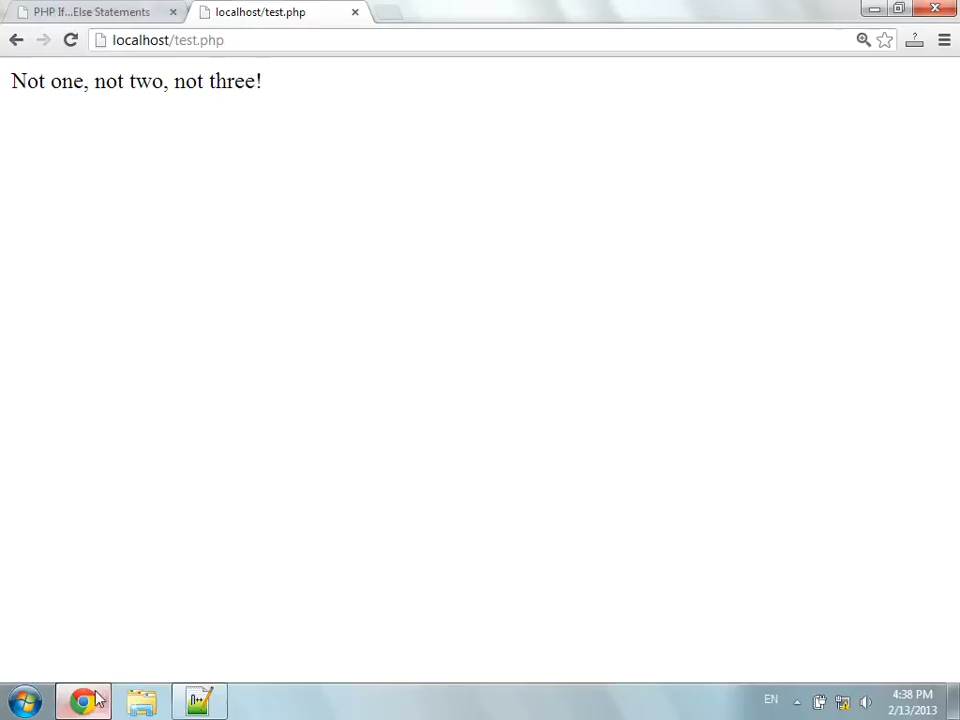 PHP If...Else Statements
localhost/test.php
localhost/test.php
Not one, not two, not three!
EN
4:38 PM
2/13/2013